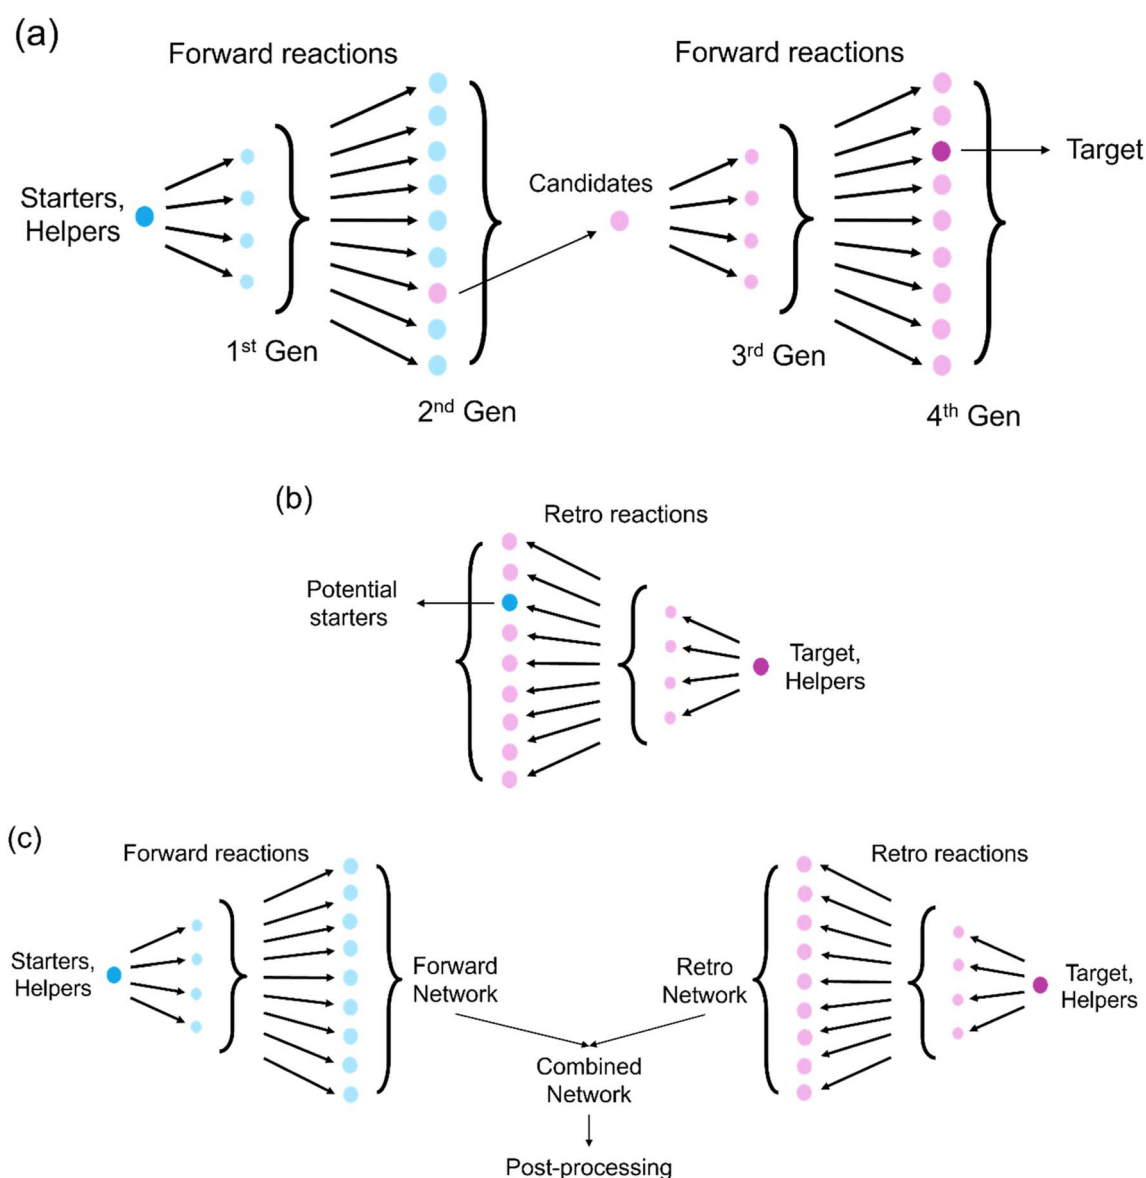 (a)
Forward reactions
Forward reactions
Starters,
Helpers
Candidates
Target
1st Gen
2nd Gen
3rd Gen
4th Gen
(b)
Retro reactions
Potential
starters
Target,
Helpers
(c)
Forward reactions
Retro reactions
Starters,
Helpers
Forward
Network
Retro
Network
Target,
Helpers
Combined
Network
Post-processing